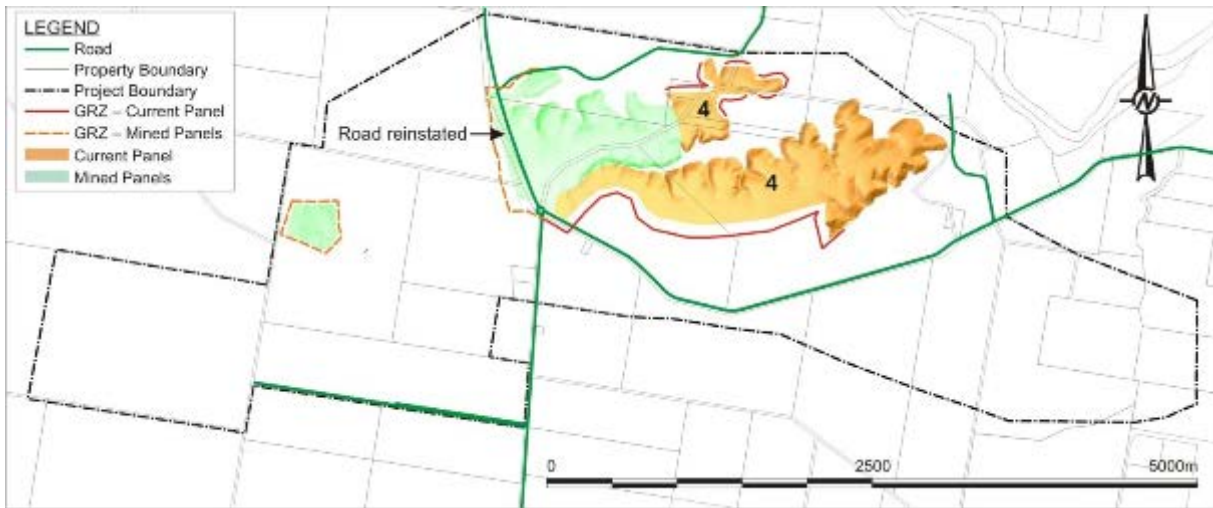 LEGEND
Road
Property Boundary
Project Boundary
GRZ – Current Panel
GRZ – Mined Panels
Current Panel
Mined Panels
Road reinstated
4
4
N
0
2500
5000m